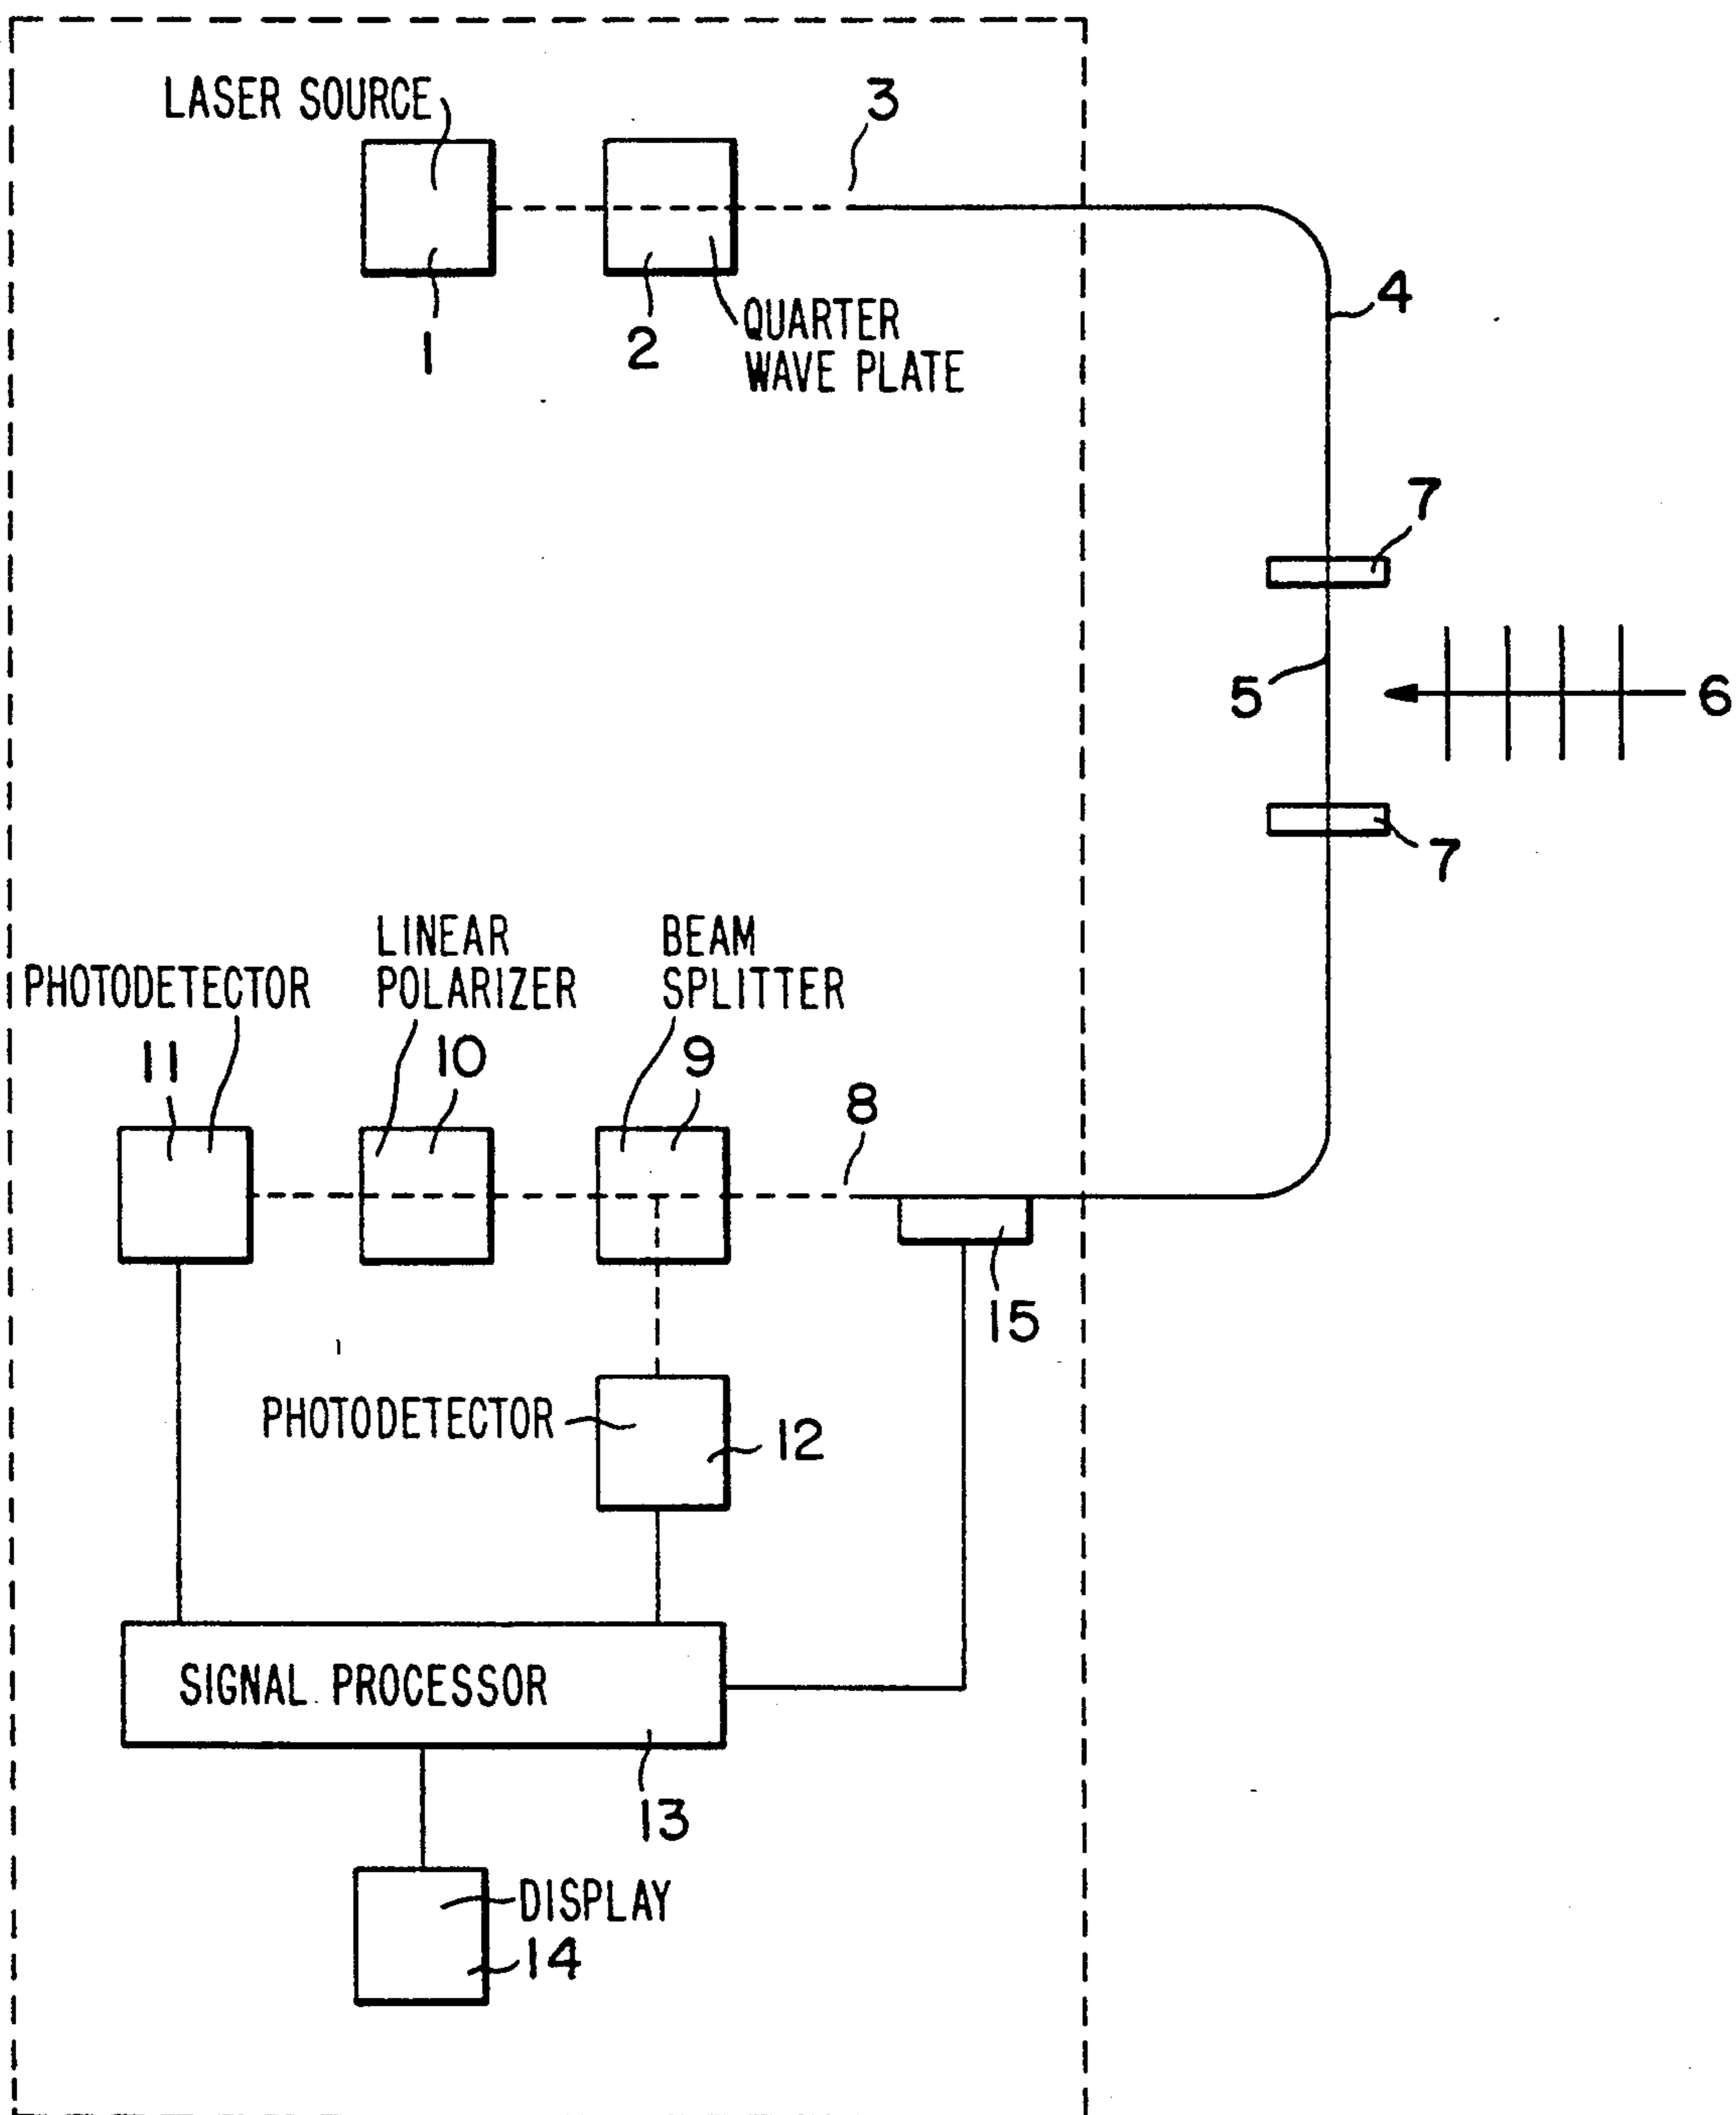 LASER SOURCE
3
1
2
QUARTER
WAVE PLATE
4
7
5
6
7
LINEAR
POLARIZER
BEAM
SPLITTER
PHOTODETECTOR
11
10
9
8
15
PHOTODETECTOR
12
SIGNAL PROCESSOR
13
DISPLAY
14